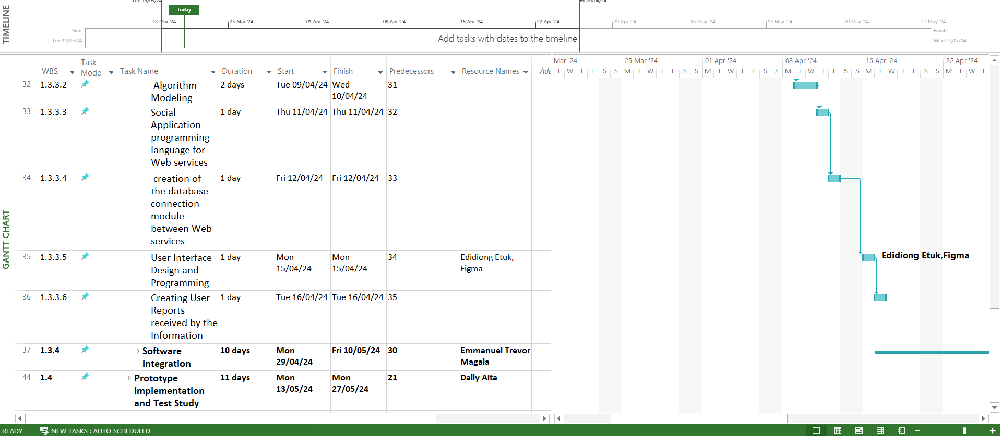 Tue 19/03/24
Fri 26/04/24
Today
18 Mar '24 25 Mar '24 01 Apr '24 08 Apr '24 15 Apr '24 22 Apr '24 29 Apr '24 06 May '24 13 May '24 20 May '24 27 May '24
TIMELINE
Start
Tue 12/03/24
Add tasks with dates to the timeline
Finish
Mon 27/05/24
GANTT CHART
WBS Task Mode Task Name Duration Start Finish Predecessors Resource Names Add
Mar '24 25 Mar '24 01 Apr '24 08 Apr '24 15 Apr '24 22 Apr '24
T W T F S S M T W T F S S M T W T F S S M T W T F S S M T W T F S S M T W T
32 1.3.3.2 Algorithm 2 days Tue 09/04/24 Wed 31
Modeling 10/04/24
33 1.3.3.3 Social 1 day Thu 11/04/24 Thu 11/04/24 32
Application
programming
language for
Web services
34 1.3.3.4 creation of 1 day Fri 12/04/24 Fri 12/04/24 33
the database
connection
module
between Web
services
35 1.3.3.5 User Interface 1 day Mon Mon 34 Edidiong Etuk,
Design and 15/04/24 15/04/24 Figma
Programming
Edidiong Etuk,Figma
36 1.3.3.6 Creating User 1 day Tue 16/04/24 Tue 16/04/24 35
Reports
received by the
Information
37 1.3.4 Software 10 days Mon Fri 10/05/24 30 Emmanuel Trevor
Integration 29/04/24 Magala
44 1.4 Prototype 11 days Mon Mon 21 Dally Aita
Implementation 13/05/24 27/05/24
and Test Study
READY NEW TASKS : AUTO SCHEDULED